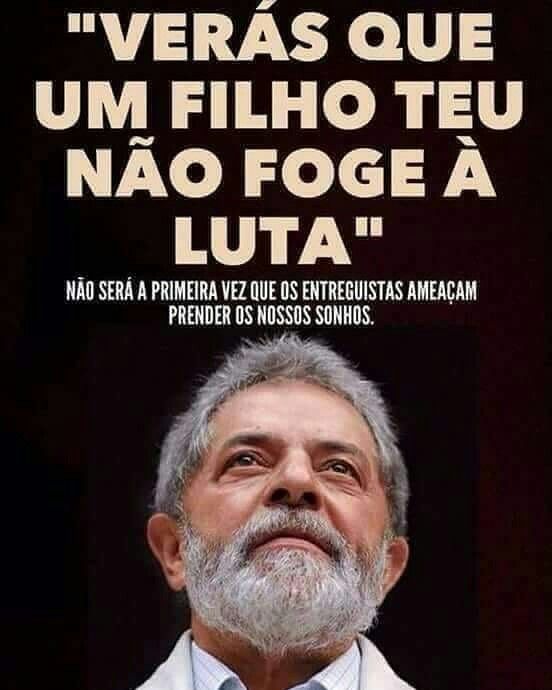 "VERÁS QUE
UM FILHO TEU
NÃO FOGE À
LUTA"
NÃO SERÁ A PRIMEIRA VEZ QUE OS ENTREGUISTAS AMEAÇAM
PRENDER OS NOSSOS SONHOS.